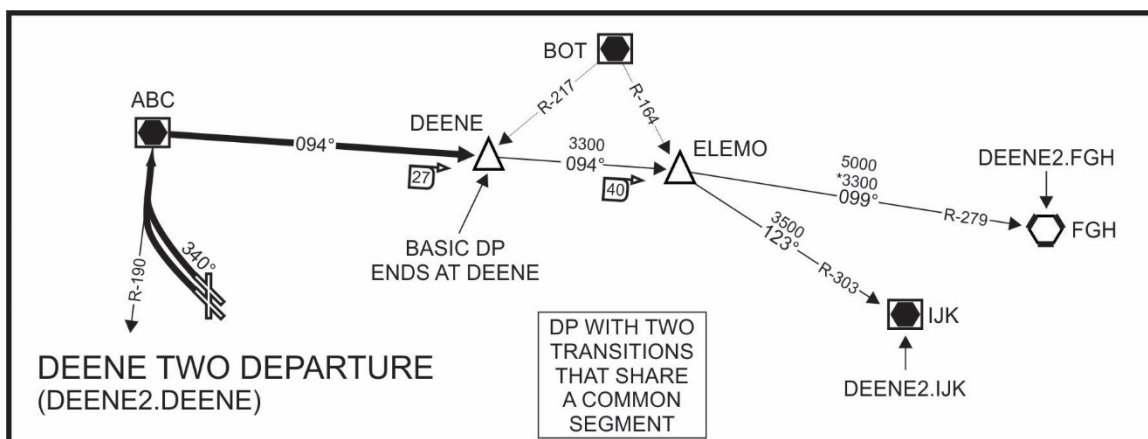 BOT
R-217
R-164
ABC
094°
DEENE
27
3300
094°
40
ELEMO
5000
*3300
099°
R-279
DEENE2.FGH
FGH
340°
R-190
BASIC DP
ENDS AT DEENE
3500
123°
R-303
IJK
DEENE2.IJK
DEENE TWO DEPARTURE
(DEENE2.DEENE)
DP WITH TWO
TRANSITIONS
THAT SHARE
A COMMON
SEGMENT